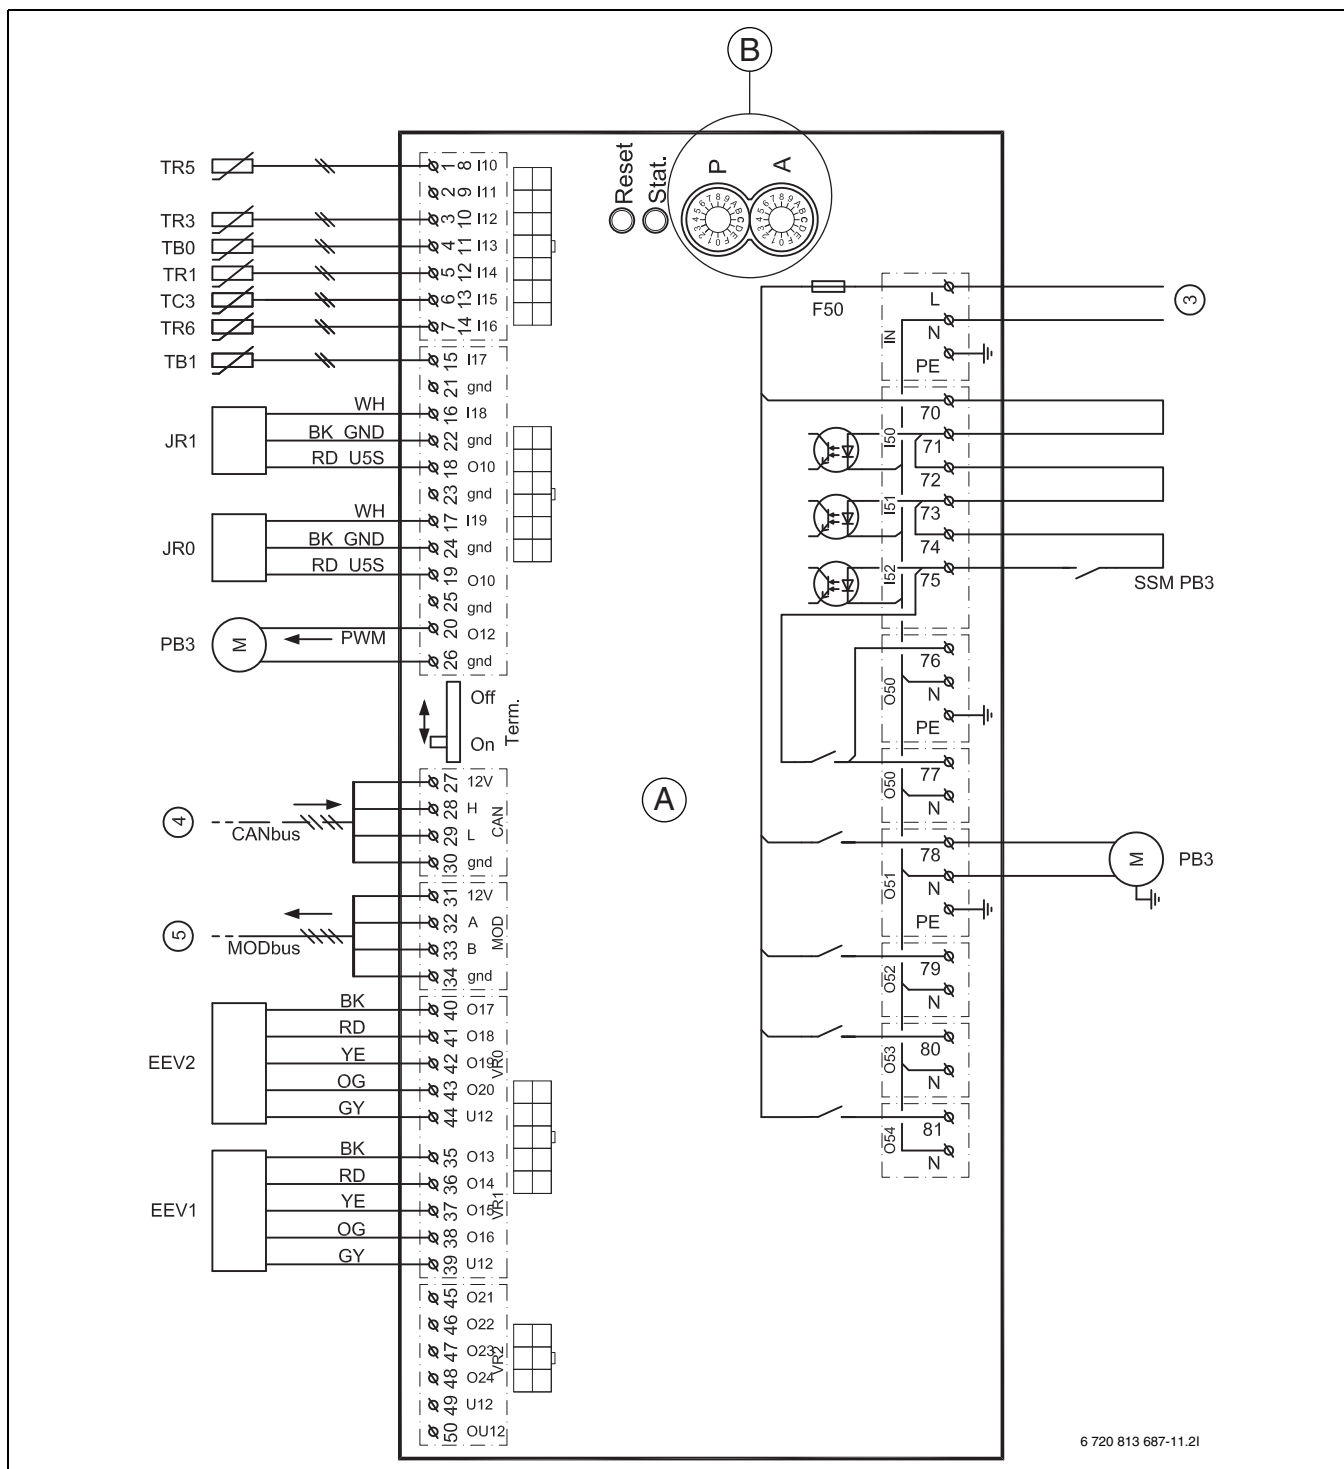 B
Reset
Stat.
P
A
TR5
1 8 I10
2 9 I11
TR3
3 10 I12
TB0
4 11 I13
TR1
5 12 I14
TC3
6 13 I15
TR6
7 14 I16
TB1
15 I17
21 gnd
JR1
WH
16 I18
BK GND
22 gnd
RD U5S
18 O10
23 gnd
JR0
WH
17 I19
BK GND
24 gnd
RD U5S
19 O10
25 gnd
PB3
M
PWM
20 O12
26 gnd
Off
On
Term.
4
CANbus
27 12V
28 H
29 L
30 gnd
CAN
5
MODbus
31 12V
32 A
33 B
34 gnd
MOD
EEV2
BK
40 O17
RD
41 O18
YE
42 O19
OG
43 O20
GY
44 U12
VR0
EEV1
BK
35 O13
RD
36 O14
YE
37 O15
OG
38 O16
GY
39 U12
VR1
45 O21
46 O22
47 O23
48 O24
49 U12
50 OU12
VR2
A
F50
IN
L
N
PE
3
I50
70
71
72
I51
73
74
I52
75
SSM PB3
O50
76
N
PE
O50
77
N
O51
78
N
PE
M
PB3
O52
79
N
O53
80
N
O54
81
N
6 720 813 687-11.2I